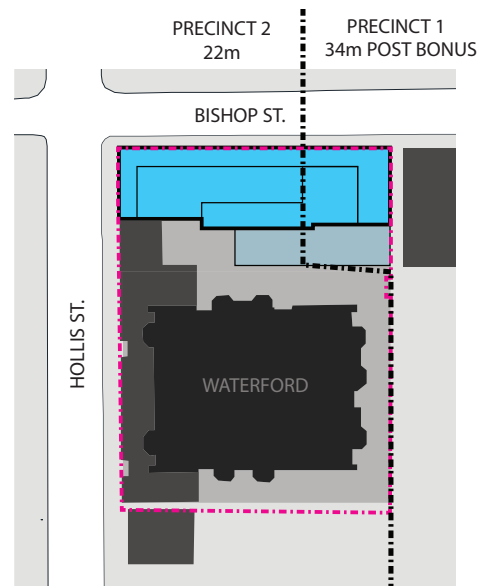 PRECINCT 2
22m
PRECINCT 1
34m POST BONUS
BISHOP ST.
HOLLIS ST.
WATERFORD